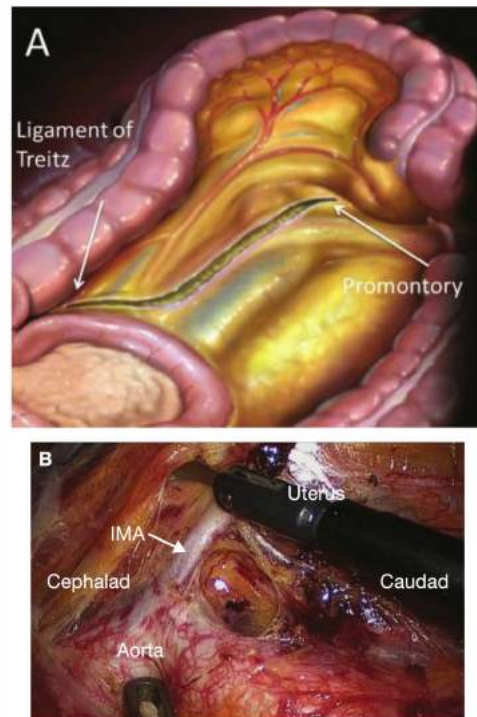 A
Ligament of
Treitz
Promontory
B
Uterus
IMA
Cephalad
Caudad
Aorta